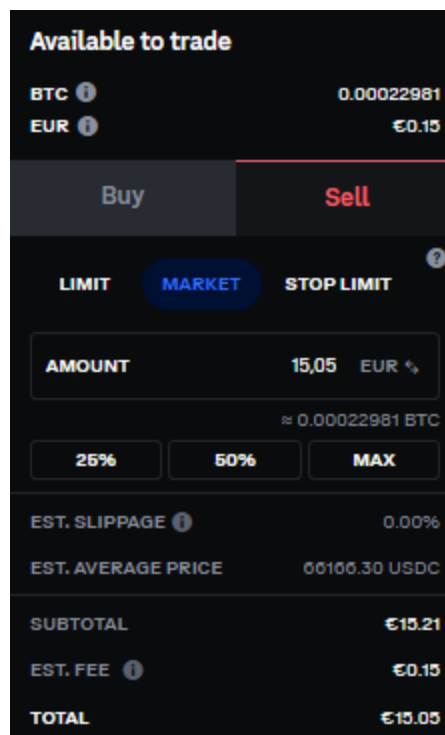 Available to trade
BTC 0.00022981
EUR €0.15
Buy Sell
LIMIT MARKET STOP LIMIT ?
AMOUNT 15,05 EUR
≈ 0.00022981 BTC
25% 50% MAX
EST. SLIPPAGE 0.00%
EST. AVERAGE PRICE 66166.30 USDC
SUBTOTAL €15.21
EST. FEE €0.15
TOTAL €15.05